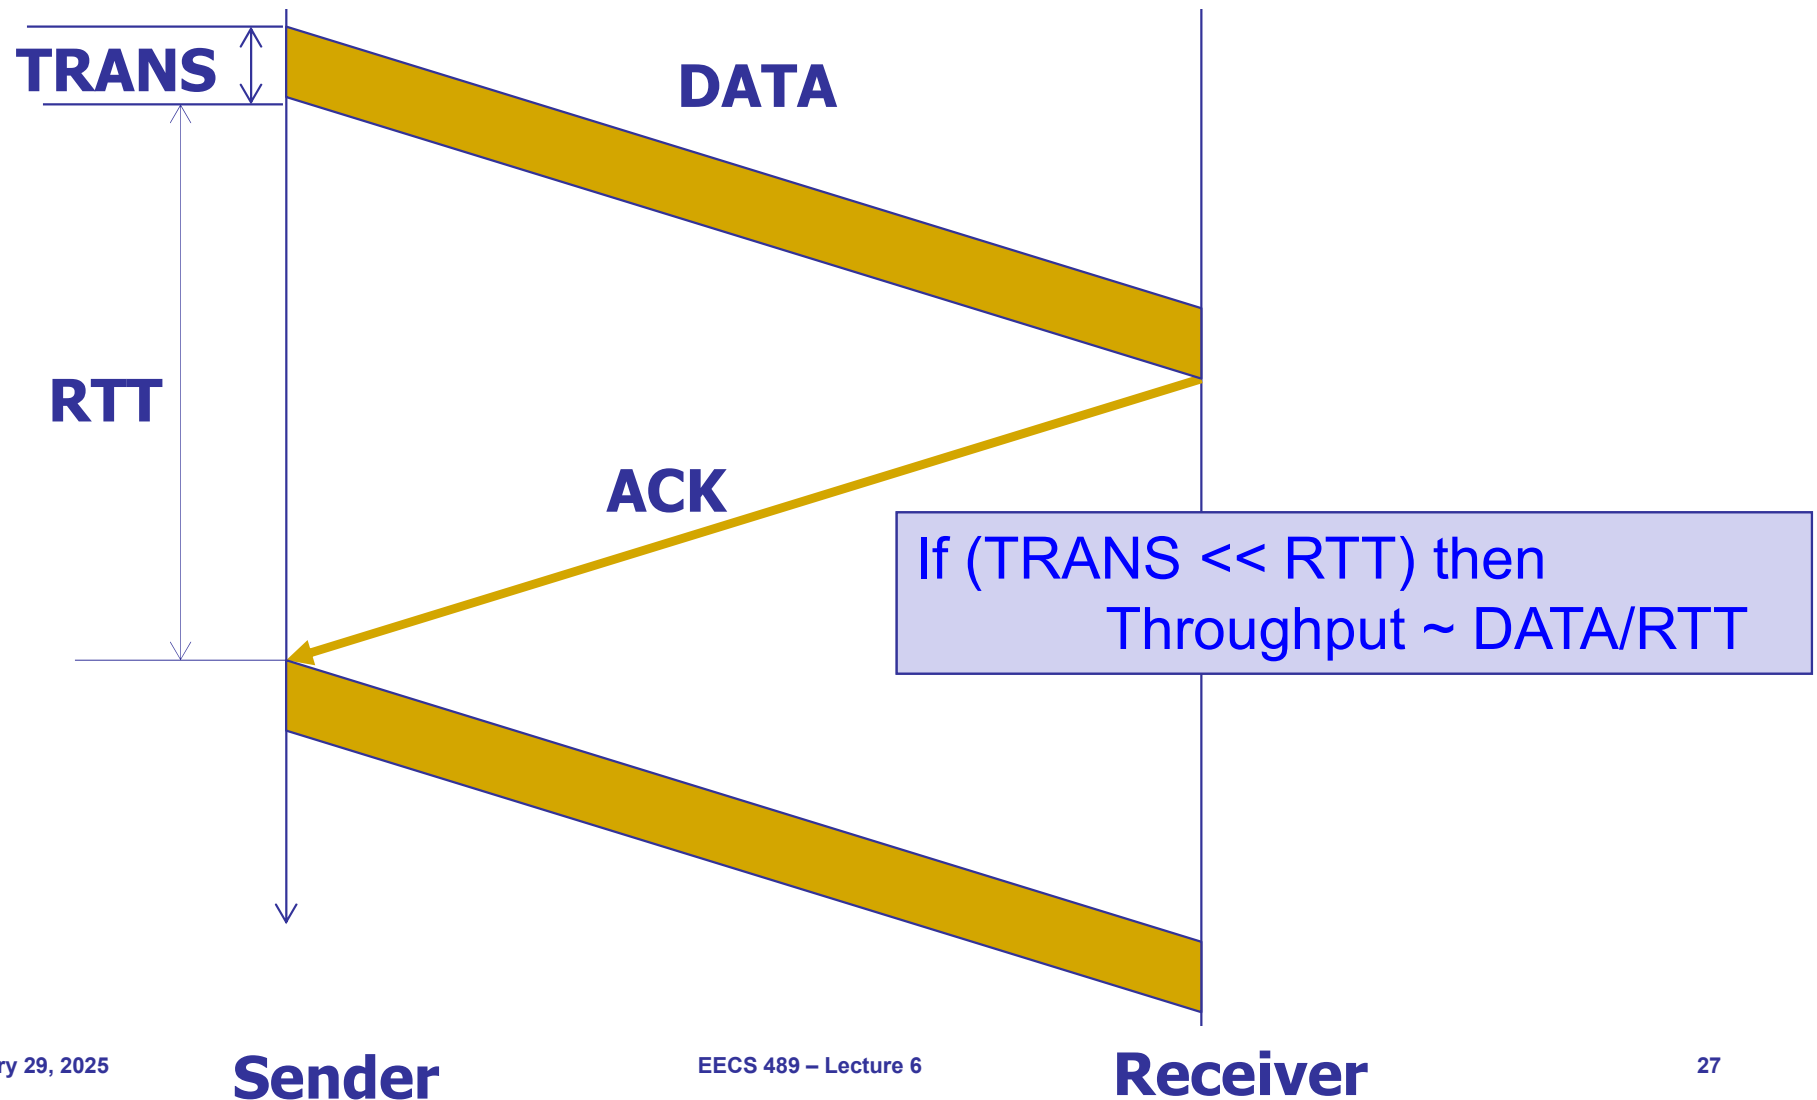 TRANS
DATA
RTT
ACK
If (TRANS << RTT) then
Throughput ~ DATA/RTT
ry 29, 2025
Sender
EECS 489 – Lecture 6
Receiver
27